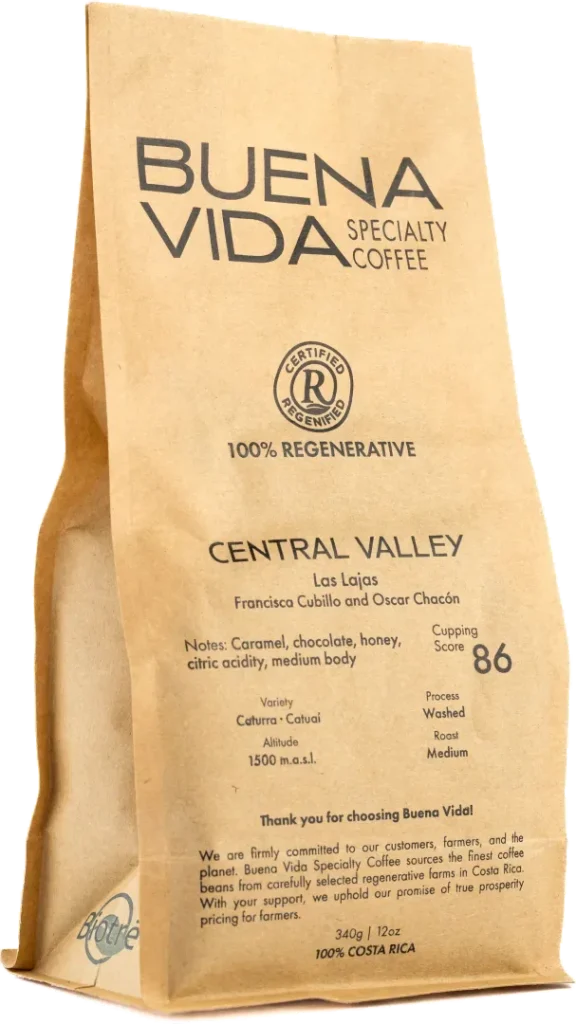 BUENA
VIDA SPECIALTY
COFFEE
CERTIFIED
R
REGENIFIED
100% REGENERATIVE
CENTRAL VALLEY
Las Lajas
Francisca Cubillo and Oscar Chacón
Notes: Caramel, chocolate, honey,
citric acidity, medium body
Cupping
Score 86
Variety
Caturra · Catuaí
Process
Washed
Altitude
1500 m.a.s.l.
Roast
Medium
Thank you for choosing Buena Vida!
We are firmly committed to our customers, farmers, and the
planet. Buena Vida Specialty Coffee sources the finest coffee
beans from carefully selected regenerative farms in Costa Rica.
With your support, we uphold our promise of true prosperity
pricing for farmers.
340g | 12oz
100% COSTA RICA
Biotrē